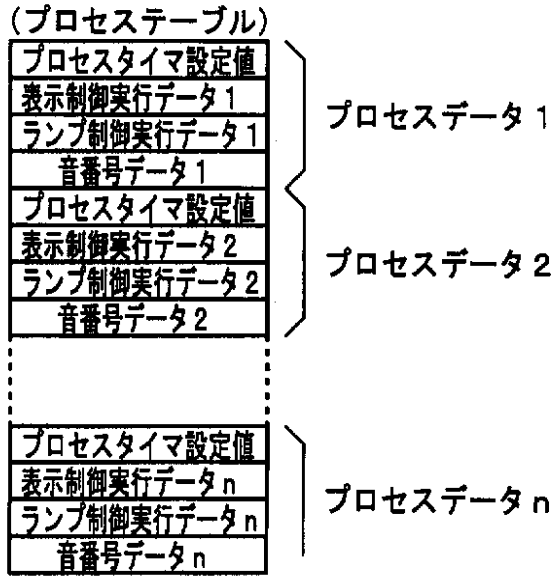 (プロセステーブル)
プロセスタイマ設定値
表示制御実行データ1
ランプ制御実行データ1
音番号データ1
プロセスデータ1
プロセスタイマ設定値
表示制御実行データ2
ランプ制御実行データ2
音番号データ2
プロセスデータ2
プロセスタイマ設定値
表示制御実行データn
ランプ制御実行データn
音番号データn
プロセスデータn